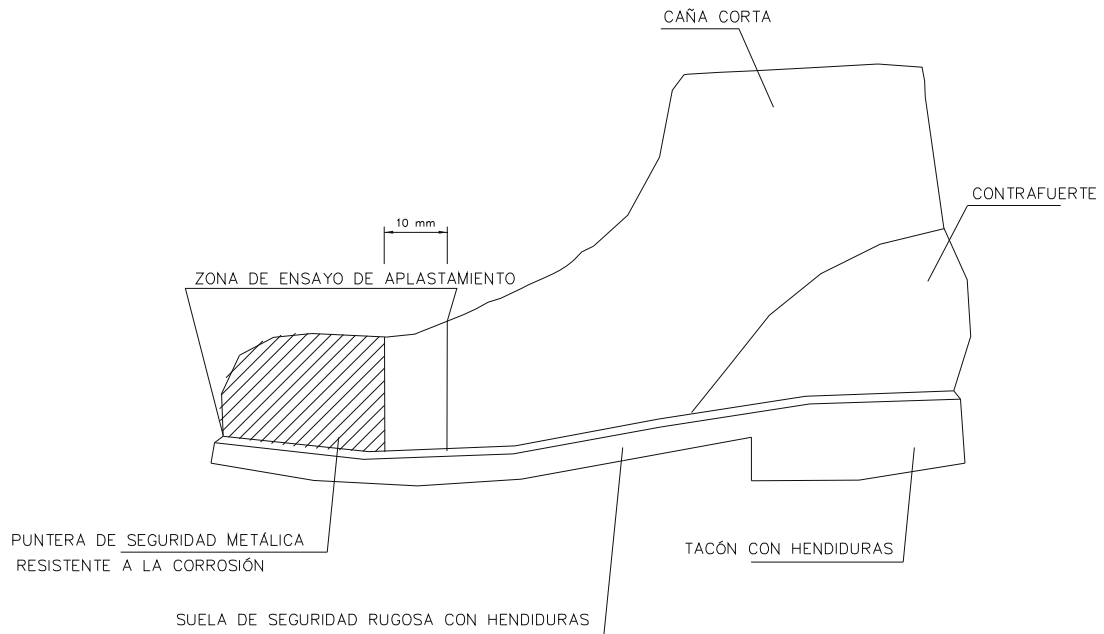 CAÑA CORTA
CONTRAFUERTE
10 mm
ZONA DE ENSAYO DE APLASTAMIENTO
PUNTERA DE SEGURIDAD METÁLICA
RESISTENTE A LA CORROSIÓN
TACÓN CON HENDIDURAS
SUELA DE SEGURIDAD RUGOSA CON HENDIDURAS